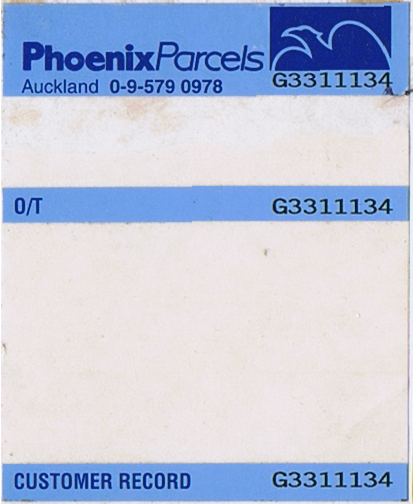 PhoenixParcels
Auckland 0-9-579 0978 G3311134
O/T G3311134
CUSTOMER RECORD G3311134